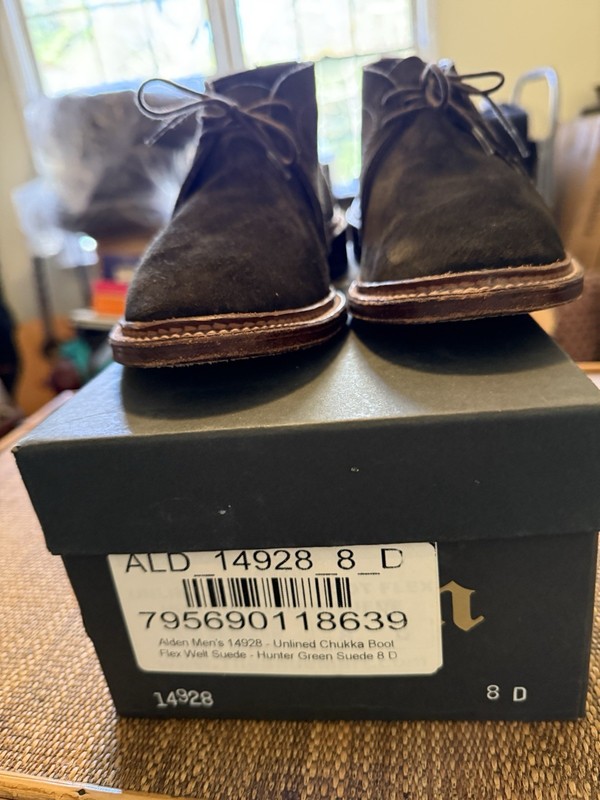 ALD_14928_8_D
795690118639
Alden Men's 14928 - Unlined Chukka Boot
Flex Welt Suede - Hunter Green Suede 8 D
n
14928
8 D